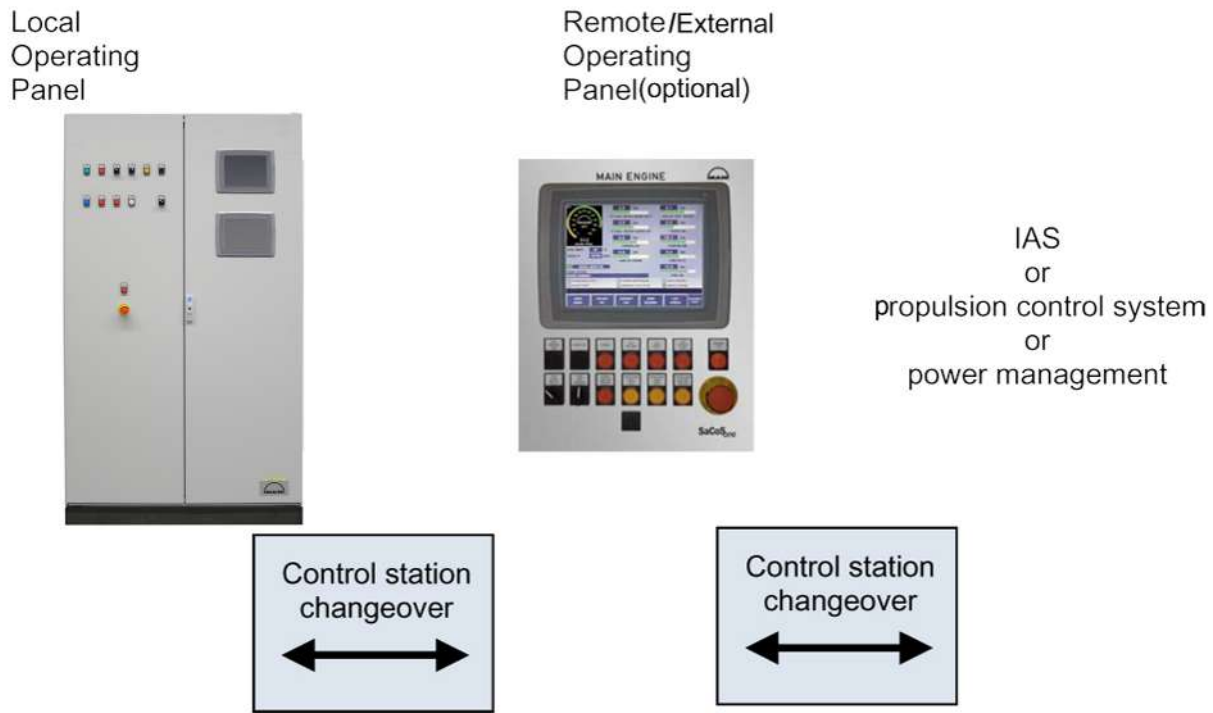 Local
Operating
Panel
Remote/External
Operating
Panel(optional)
MAIN ENGINE
MAN
SaCoSone
IAS
or
propulsion control system
or
power management
Control station
changeover
Control station
changeover